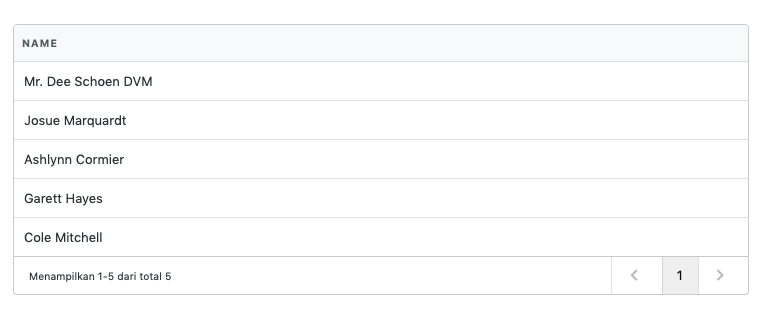 NAME
Mr. Dee Schoen DVM
Josue Marquardt
Ashlynn Cormier
Garett Hayes
Cole Mitchell
Menampilkan 1-5 dari total 5
1